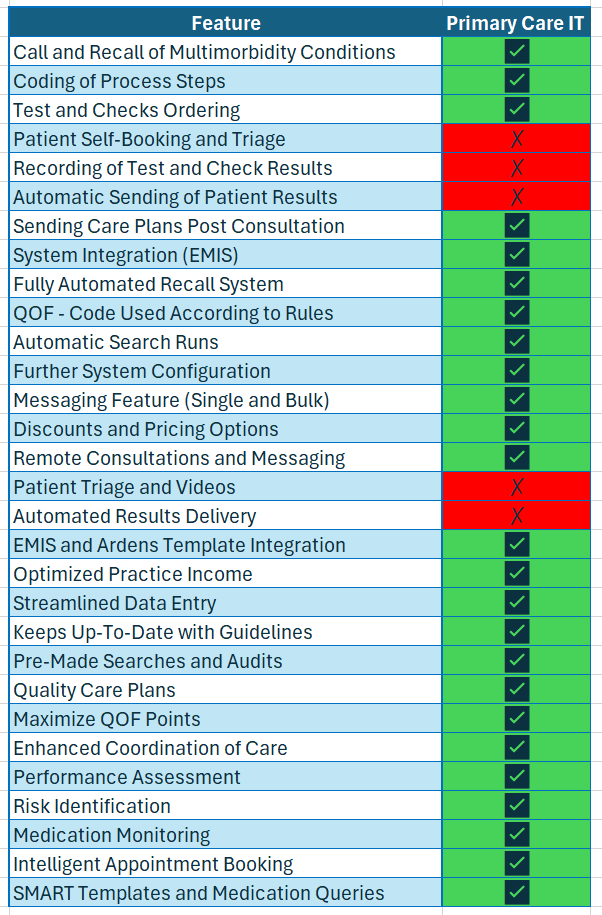 Feature Primary Care IT
Call and Recall of Multimorbidity Conditions ✓
Coding of Process Steps ✓
Test and Checks Ordering ✓
Patient Self-Booking and Triage X
Recording of Test and Check Results X
Automatic Sending of Patient Results X
Sending Care Plans Post Consultation ✓
System Integration (EMIS) ✓
Fully Automated Recall System ✓
QOF - Code Used According to Rules ✓
Automatic Search Runs ✓
Further System Configuration ✓
Messaging Feature (Single and Bulk) ✓
Discounts and Pricing Options ✓
Remote Consultations and Messaging ✓
Patient Triage and Videos X
Automated Results Delivery X
EMIS and Ardens Template Integration ✓
Optimized Practice Income ✓
Streamlined Data Entry ✓
Keeps Up-To-Date with Guidelines ✓
Pre-Made Searches and Audits ✓
Quality Care Plans ✓
Maximize QOF Points ✓
Enhanced Coordination of Care ✓
Performance Assessment ✓
Risk Identification ✓
Medication Monitoring ✓
Intelligent Appointment Booking ✓
SMART Templates and Medication Queries ✓